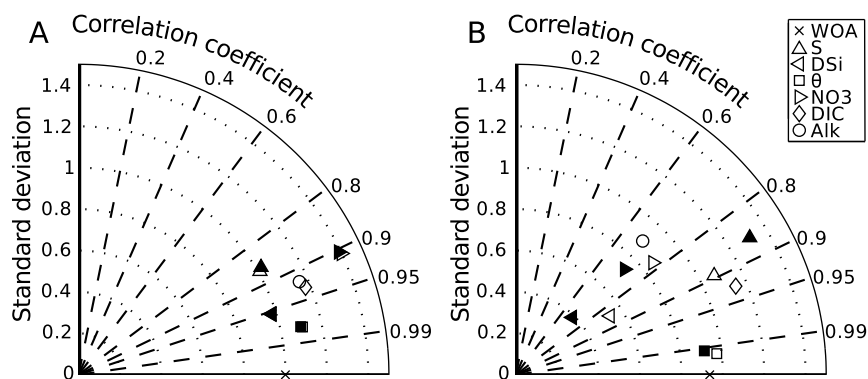 A
Correlation coefficient
0.2
0.4
0.6
0.8
0.9
0.95
0.99
Standard deviation
1.4
1.2
1
0.8
0.6
0.4
0.2
0
B
Correlation coefficient
0.2
0.4
0.6
0.8
0.9
0.95
0.99
Standard deviation
1.4
1.2
1
0.8
0.6
0.4
0.2
0
WOA
S
DSi
θ
NO3
DIC
Alk